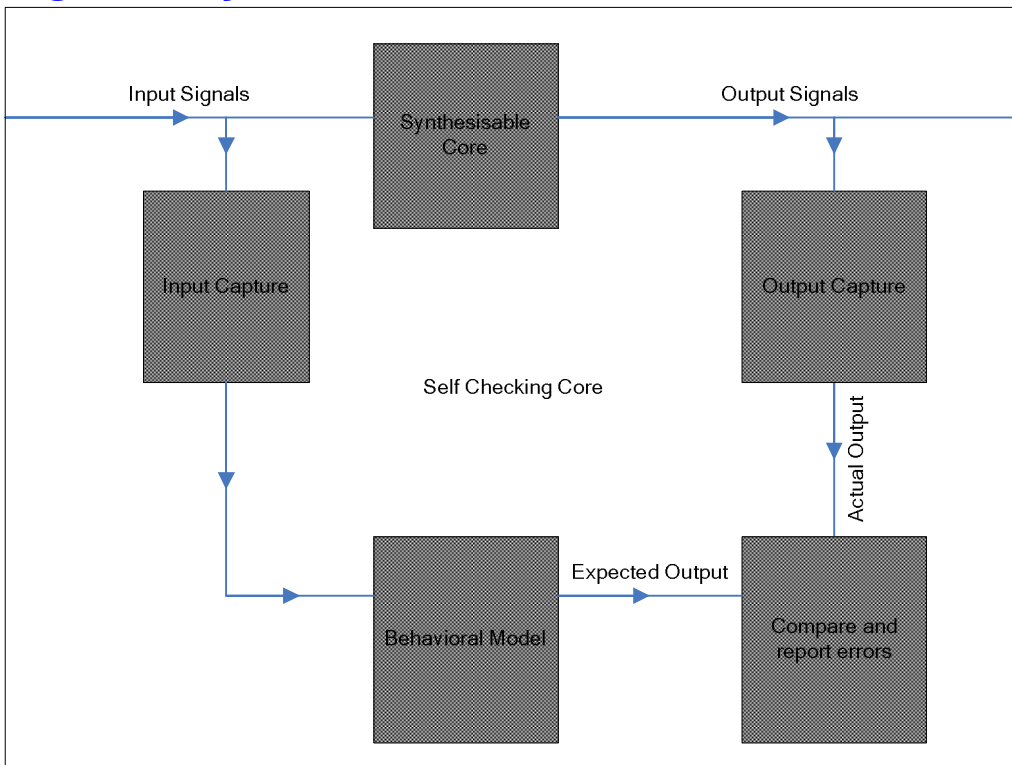 Input Signals
Output Signals
Synthesisable
Core
Input Capture
Output Capture
Self Checking Core
Actual Output
Expected Output
Behavioral Model
Compare and
report errors